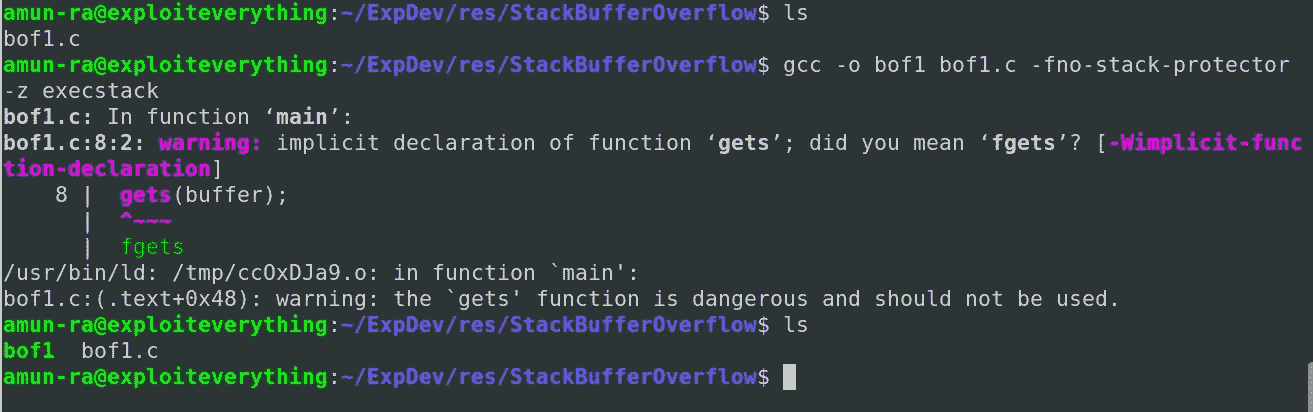 amun-ra@exploiteverything:~/ExpDev/res/StackBufferOverflow$ ls
bof1.c
amun-ra@exploiteverything:~/ExpDev/res/StackBufferOverflow$ gcc -o bof1 bof1.c -fno-stack-protector
-z execstack
bof1.c: In function ‘main’:
bof1.c:8:2: warning: implicit declaration of function ‘gets’; did you mean ‘fgets’? [-Wimplicit-func
tion-declaration]
    8 |  gets(buffer);
      |  ^~~~
      |  fgets
/usr/bin/ld: /tmp/ccOxDJa9.o: in function `main':
bof1.c:(.text+0x48): warning: the `gets' function is dangerous and should not be used.
amun-ra@exploiteverything:~/ExpDev/res/StackBufferOverflow$ ls
bof1  bof1.c
amun-ra@exploiteverything:~/ExpDev/res/StackBufferOverflow$